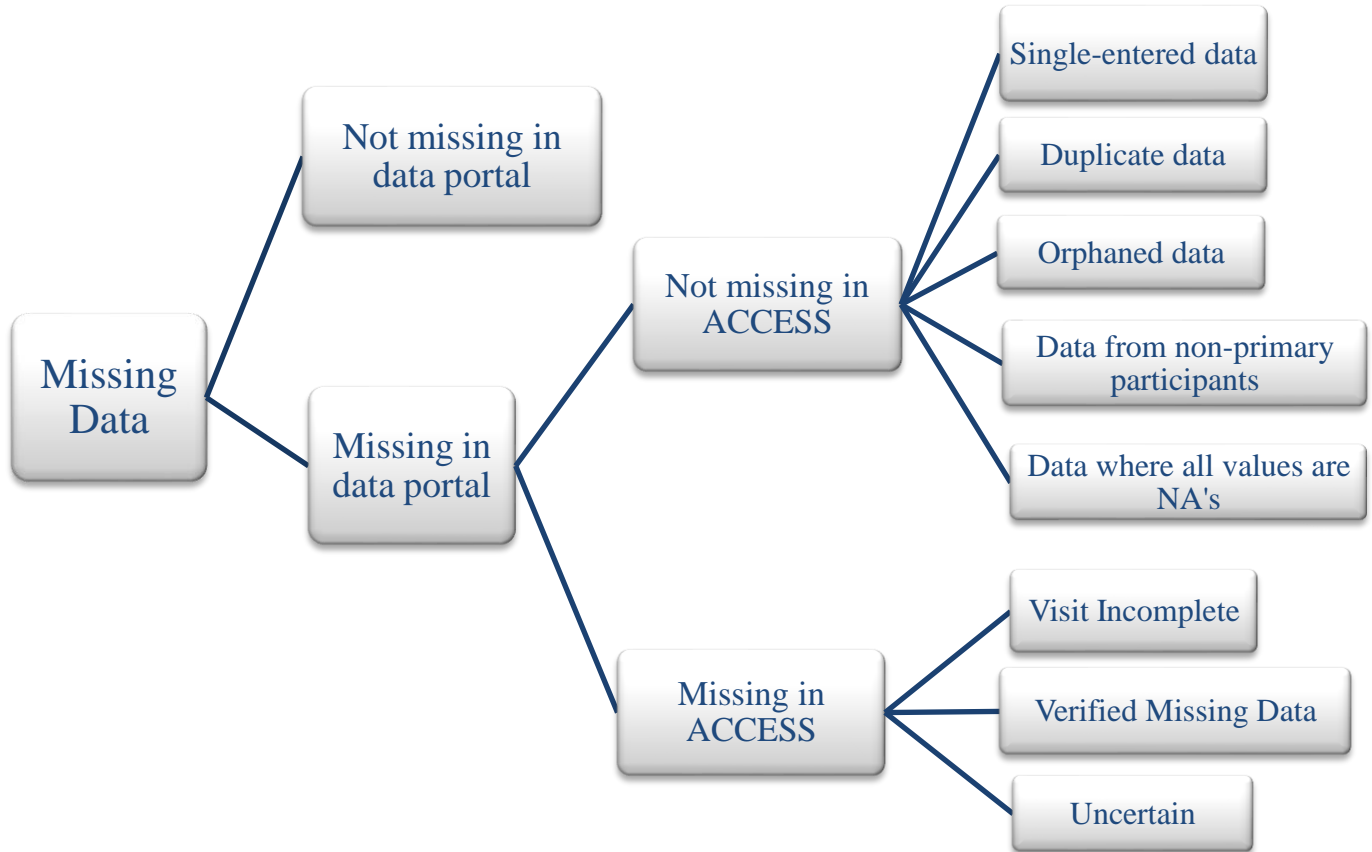 Missing
Data
Not missing in
data portal
Missing in
data portal
Not missing in
ACCESS
Missing in
ACCESS
Single-entered data
Duplicate data
Orphaned data
Data from non-primary
participants
Data where all values are
NA's
Visit Incomplete
Verified Missing Data
Uncertain